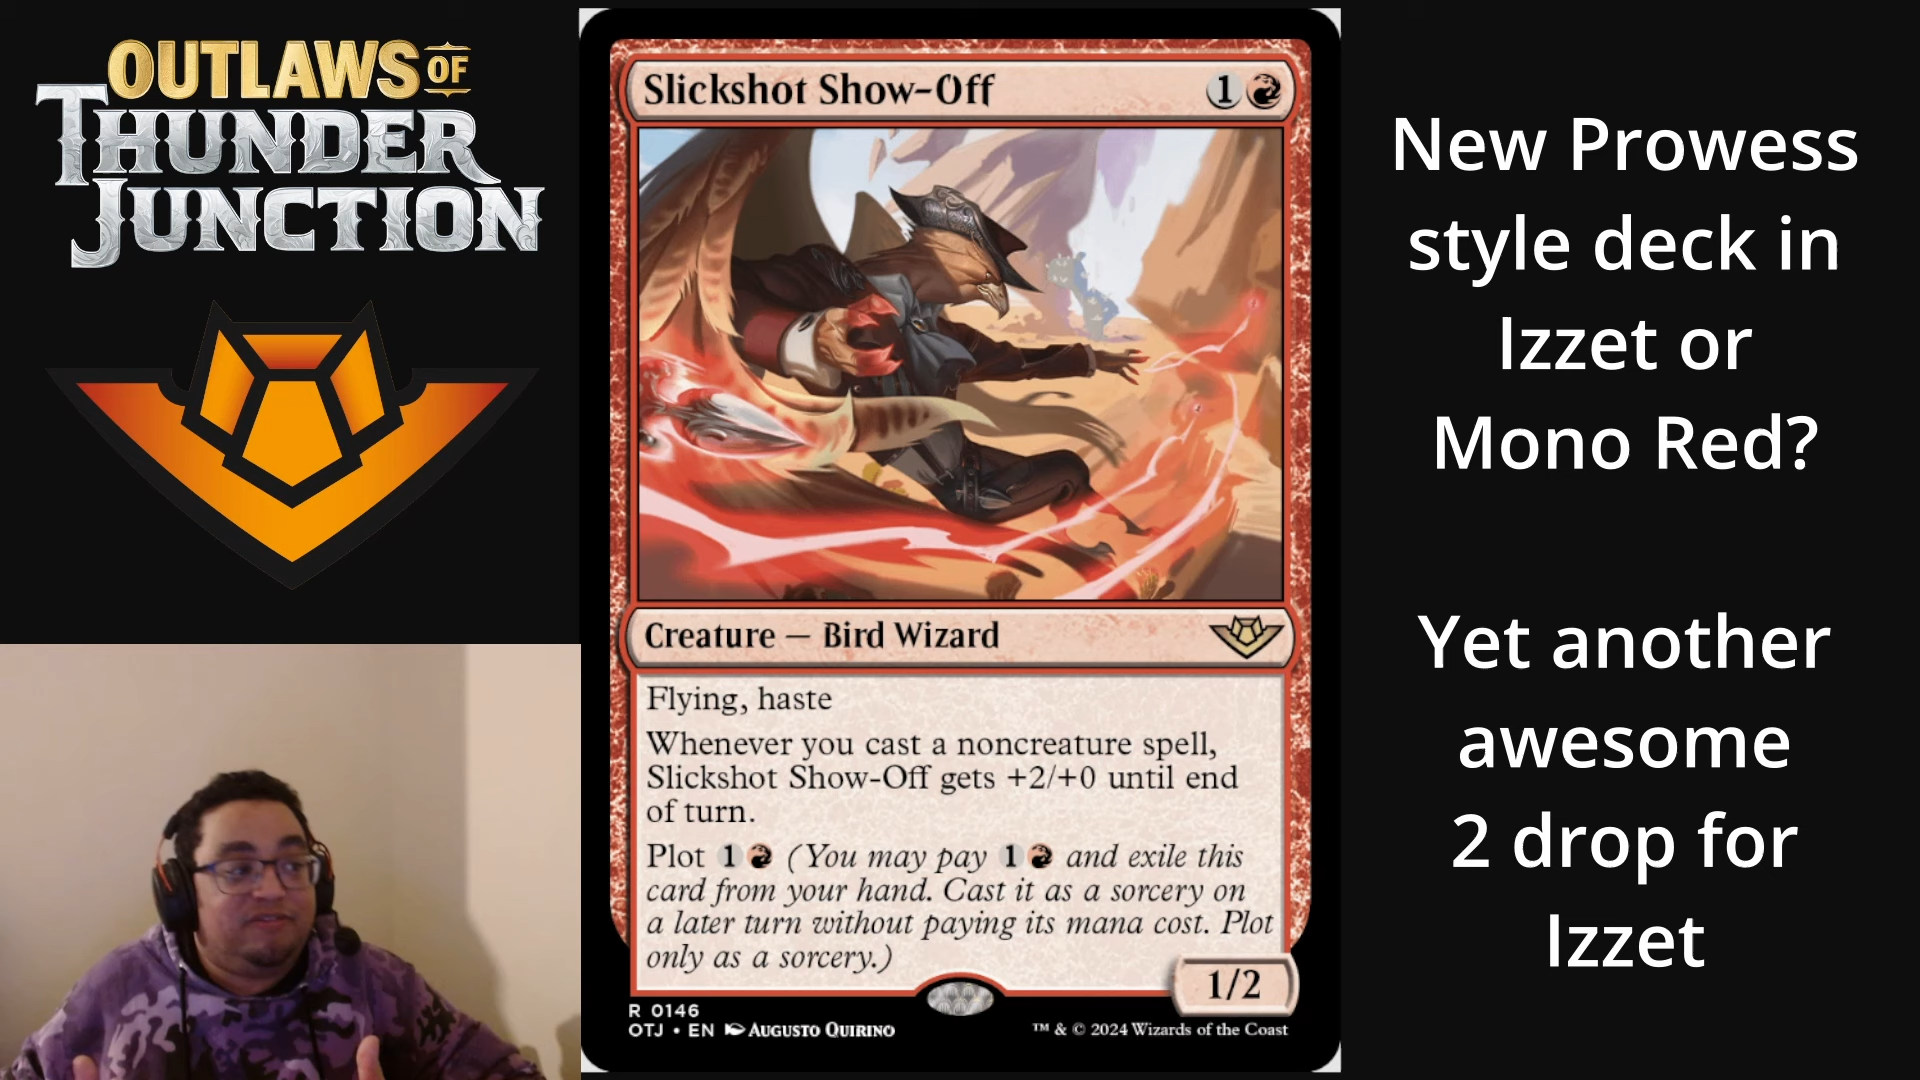 OUTLAWS OF
THUNDER
JUNCTION
Slickshot Show-Off 1
Creature — Bird Wizard
Flying, haste
Whenever you cast a noncreature spell,
Slickshot Show-Off gets +2/+0 until end
of turn.
Plot 1 (You may pay 1 and exile this
card from your hand. Cast it as a sorcery on
a later turn without paying its mana cost. Plot
only as a sorcery.)
1/2
R 0146
OTJ • EN AUGUSTO QUIRINO
™ & © 2024 Wizards of the Coast
New Prowess
style deck in
Izzet or
Mono Red?
Yet another
awesome
2 drop for
Izzet